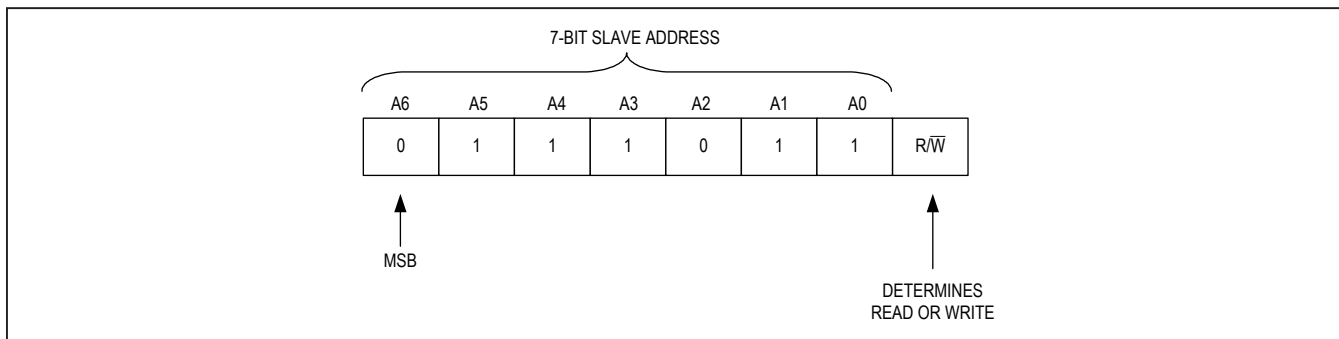 7-BIT SLAVE ADDRESS
A6 A5 A4 A3 A2 A1 A0
0 1 1 1 0 1 1 R/W̅
MSB
DETERMINES
READ OR WRITE